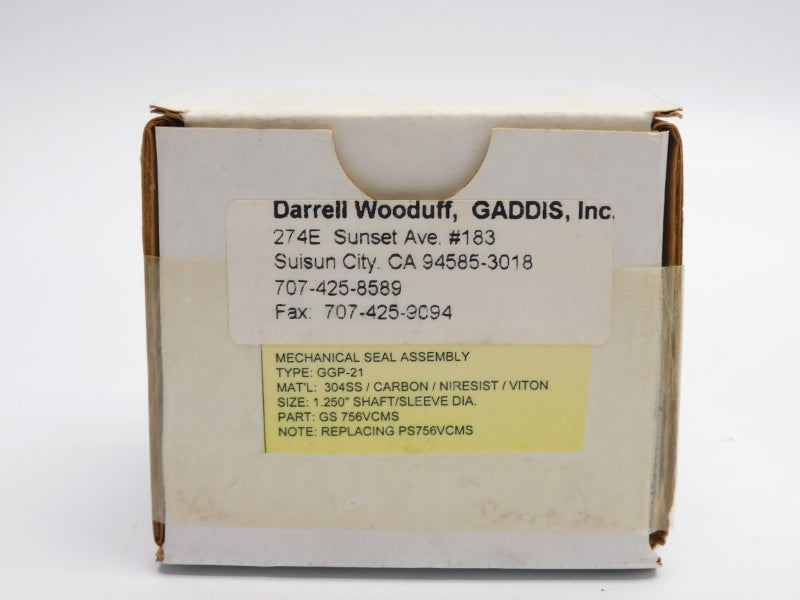 Darrell Wooduff, GADDIS, Inc.
274E Sunset Ave. #183
Suisun City. CA 94585-3018
707-425-8589
Fax: 707-425-9094
MECHANICAL SEAL ASSEMBLY
TYPE: GGP-21
MAT'L: 304SS / CARBON / NIRESIST / VITON
SIZE: 1.250" SHAFT/SLEEVE DIA.
PART: GS 756VCMS
NOTE: REPLACING PS756VCMS